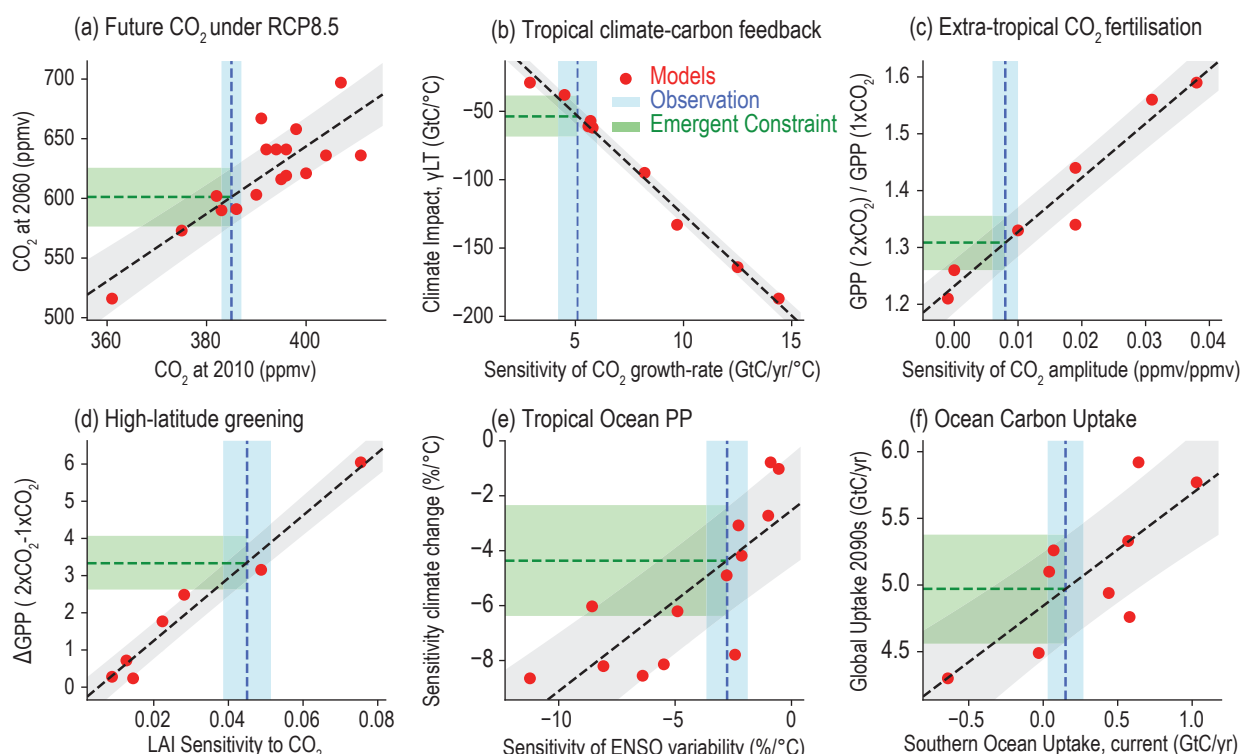 (a) Future CO₂ under RCP8.5
CO₂ at 2060 (ppmv)
700
650
600
550
500
360
380
400
CO₂ at 2010 (ppmv)
(b) Tropical climate-carbon feedback
Models
Observation
Emergent Constraint
Climate Impact, γLT (GtC/°C)
−50
−100
−150
−200
5
10
15
Sensitivity of CO₂ growth-rate (GtC/yr/°C)
(c) Extra-tropical CO₂ fertilisation
GPP ( 2xCO₂) / GPP (1xCO₂)
1.6
1.5
1.4
1.3
1.2
0.00
0.01
0.02
0.03
0.04
Sensitivity of CO₂ amplitude (ppmv/ppmv)
(d) High-latitude greening
ΔGPP ( 2xCO₂-1xCO₂)
6
5
4
3
2
1
0
0.02
0.04
0.06
0.08
LAI Sensitivity to CO₂
(e) Tropical Ocean PP
Sensitivity climate change (%/°C)
0
−2
−4
−6
−8
−10
−5
0
Sensitivity of ENSO variability (%/°C)
(f) Ocean Carbon Uptake
Global Uptake 2090s (GtC/yr)
6.0
5.5
5.0
4.5
−0.5
0.0
0.5
1.0
Southern Ocean Uptake, current (GtC/yr)